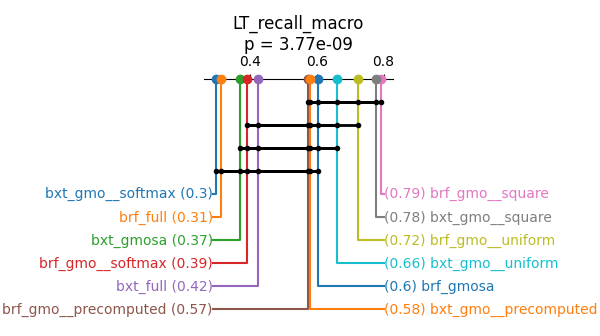 LT_recall_macro
p = 3.77e-09
0.4 0.6 0.8
bxt_gmo__softmax (0.3) (0.79) brf_gmo__square
brf_full (0.31) (0.78) bxt_gmo__square
bxt_gmosa (0.37) (0.72) brf_gmo__uniform
brf_gmo__softmax (0.39) (0.66) bxt_gmo__uniform
bxt_full (0.42) (0.6) brf_gmosa
brf_gmo__precomputed (0.57) (0.58) bxt_gmo__precomputed